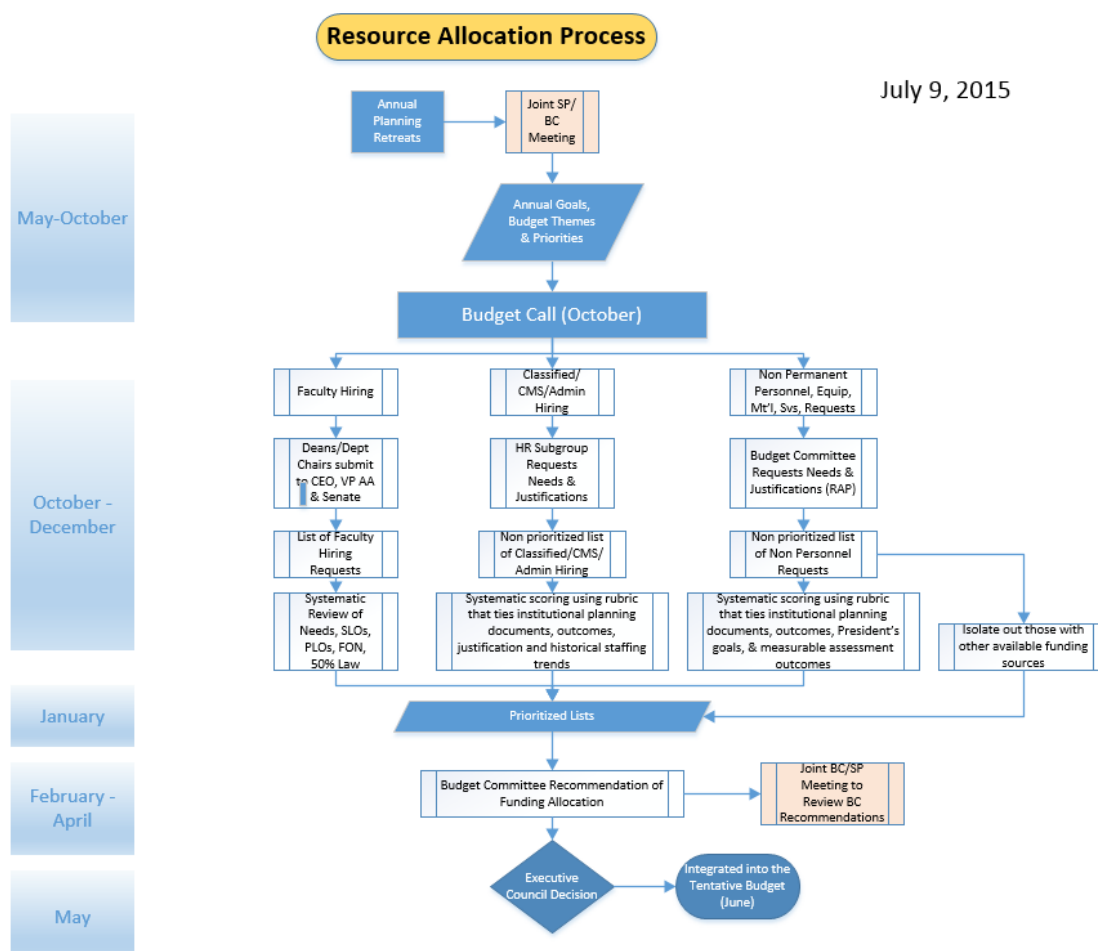 Resource Allocation Process
July 9, 2015
May-October
Annual
Planning
Retreats
Joint SP/
BC
Meeting
Annual Goals,
Budget Themes
& Priorities
Budget Call (October)
October -
December
Faculty Hiring
Classified/
CMS/Admin
Hiring
Non Permanent
Personnel, Equip,
Mt'l, Svs, Requests
Deans/Dept
Chairs submit
to CEO, VP AA
& Senate
HR Subgroup
Requests
Needs &
Justifications
Budget Committee
Requests Needs &
Justifications (RAP)
List of Faculty
Hiring
Requests
Non prioritized list
of Classified/CMS/
Admin Hiring
Non prioritized list
of Non Personnel
Requests
Systematic
Review of
Needs, SLOs,
PLOs, FON,
50% Law
Systematic scoring using rubric
that ties institutional planning
documents, outcomes,
justification and historical staffing
trends
Systematic scoring using rubric
that ties institutional planning
documents, outcomes, President's
goals, & measurable assessment
outcomes
Isolate out those with
other available funding
sources
January
Prioritized Lists
February -
April
Budget Committee Recommendation of
Funding Allocation
Joint BC/SP
Meeting to
Review BC
Recommendations
May
Executive
Council Decision
Integrated into the
Tentative Budget
(June)